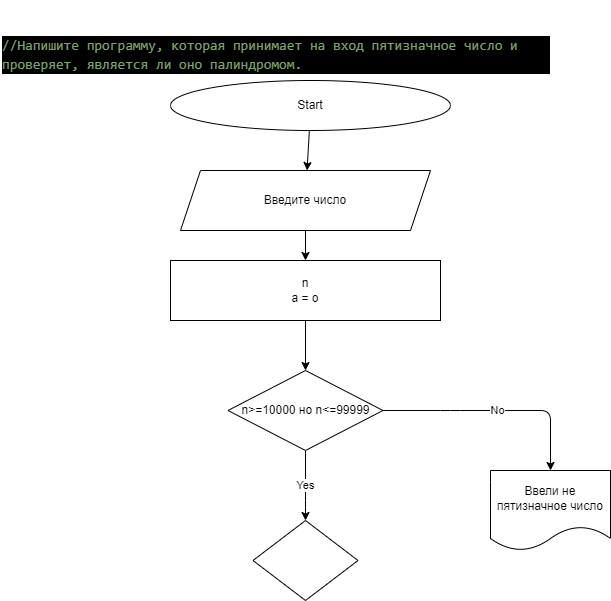 //Напишите программу, которая принимает на вход пятизначное число и
проверяет, является ли оно палиндромом.
Start
Введите число
n
a = o
n>=10000 но n<=99999
No
Yes
Ввели не
пятизначное число